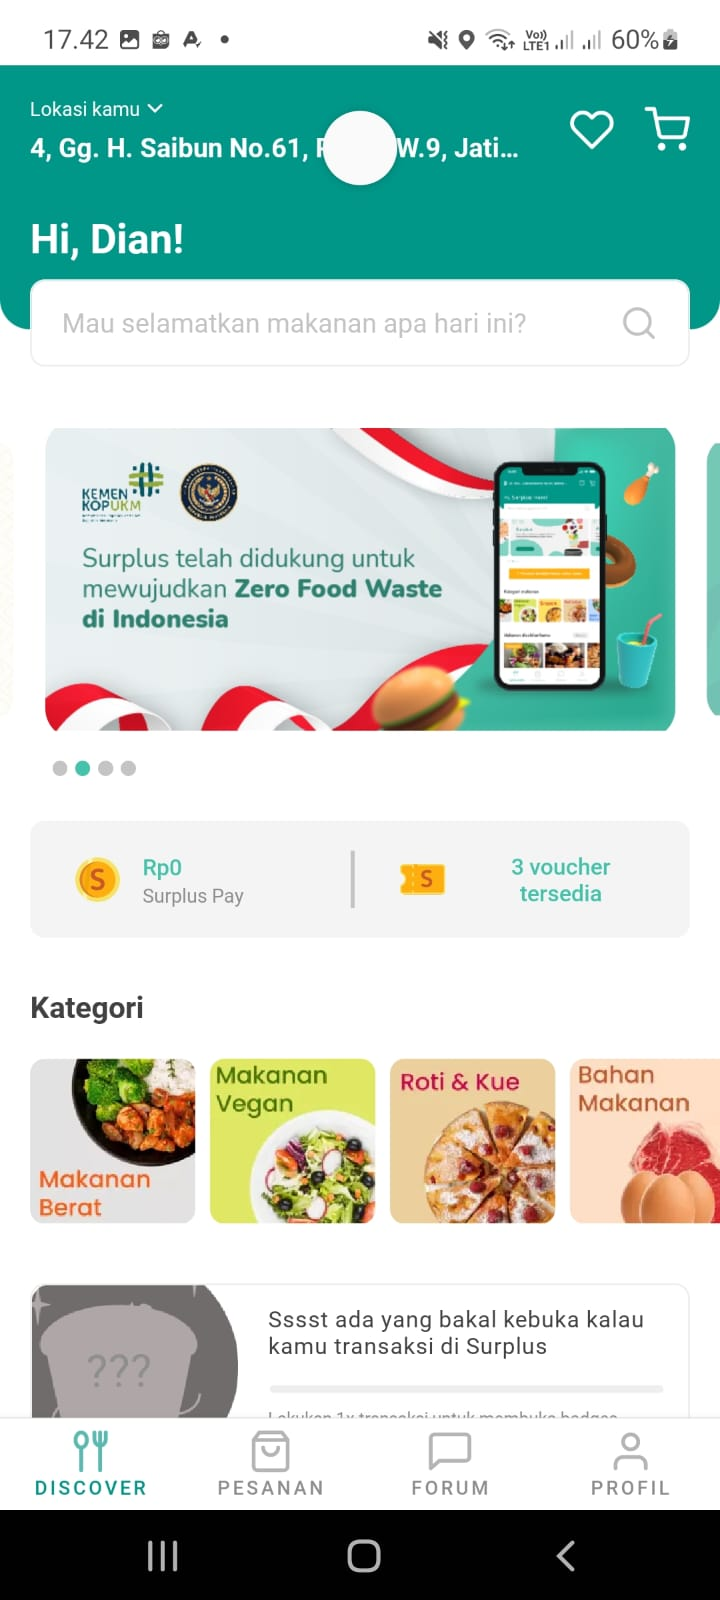 17.42
Vo))
LTE1
60%
Lokasi kamu
4, Gg. H. Saibun No.61, W.9, Jati...
Hi, Dian!
Mau selamatkan makanan apa hari ini?
KEMEN
KOPUKM
Surplus telah didukung untuk
mewujudkan Zero Food Waste
di Indonesia
Rp0
Surplus Pay
S
S
3 voucher
tersedia
Kategori
Makanan
Berat
Makanan
Vegan
Roti & Kue
Bahan
Makanan
???
Sssst ada yang bakal kebuka kalau
kamu transaksi di Surplus
DISCOVER
PESANAN
FORUM
PROFIL